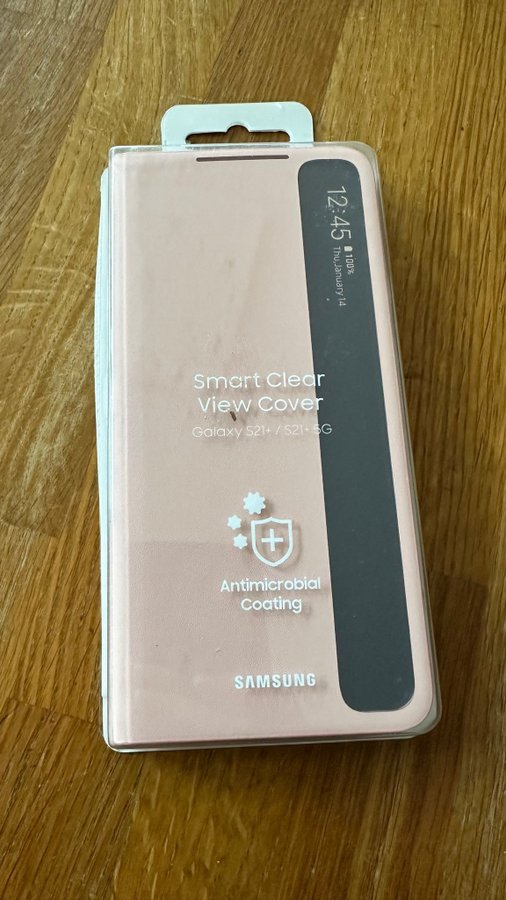 12:45
100%
Thu, January 14
Smart Clear
View Cover
Galaxy S21+ / S21+ 5G
Antimicrobial
Coating
SAMSUNG